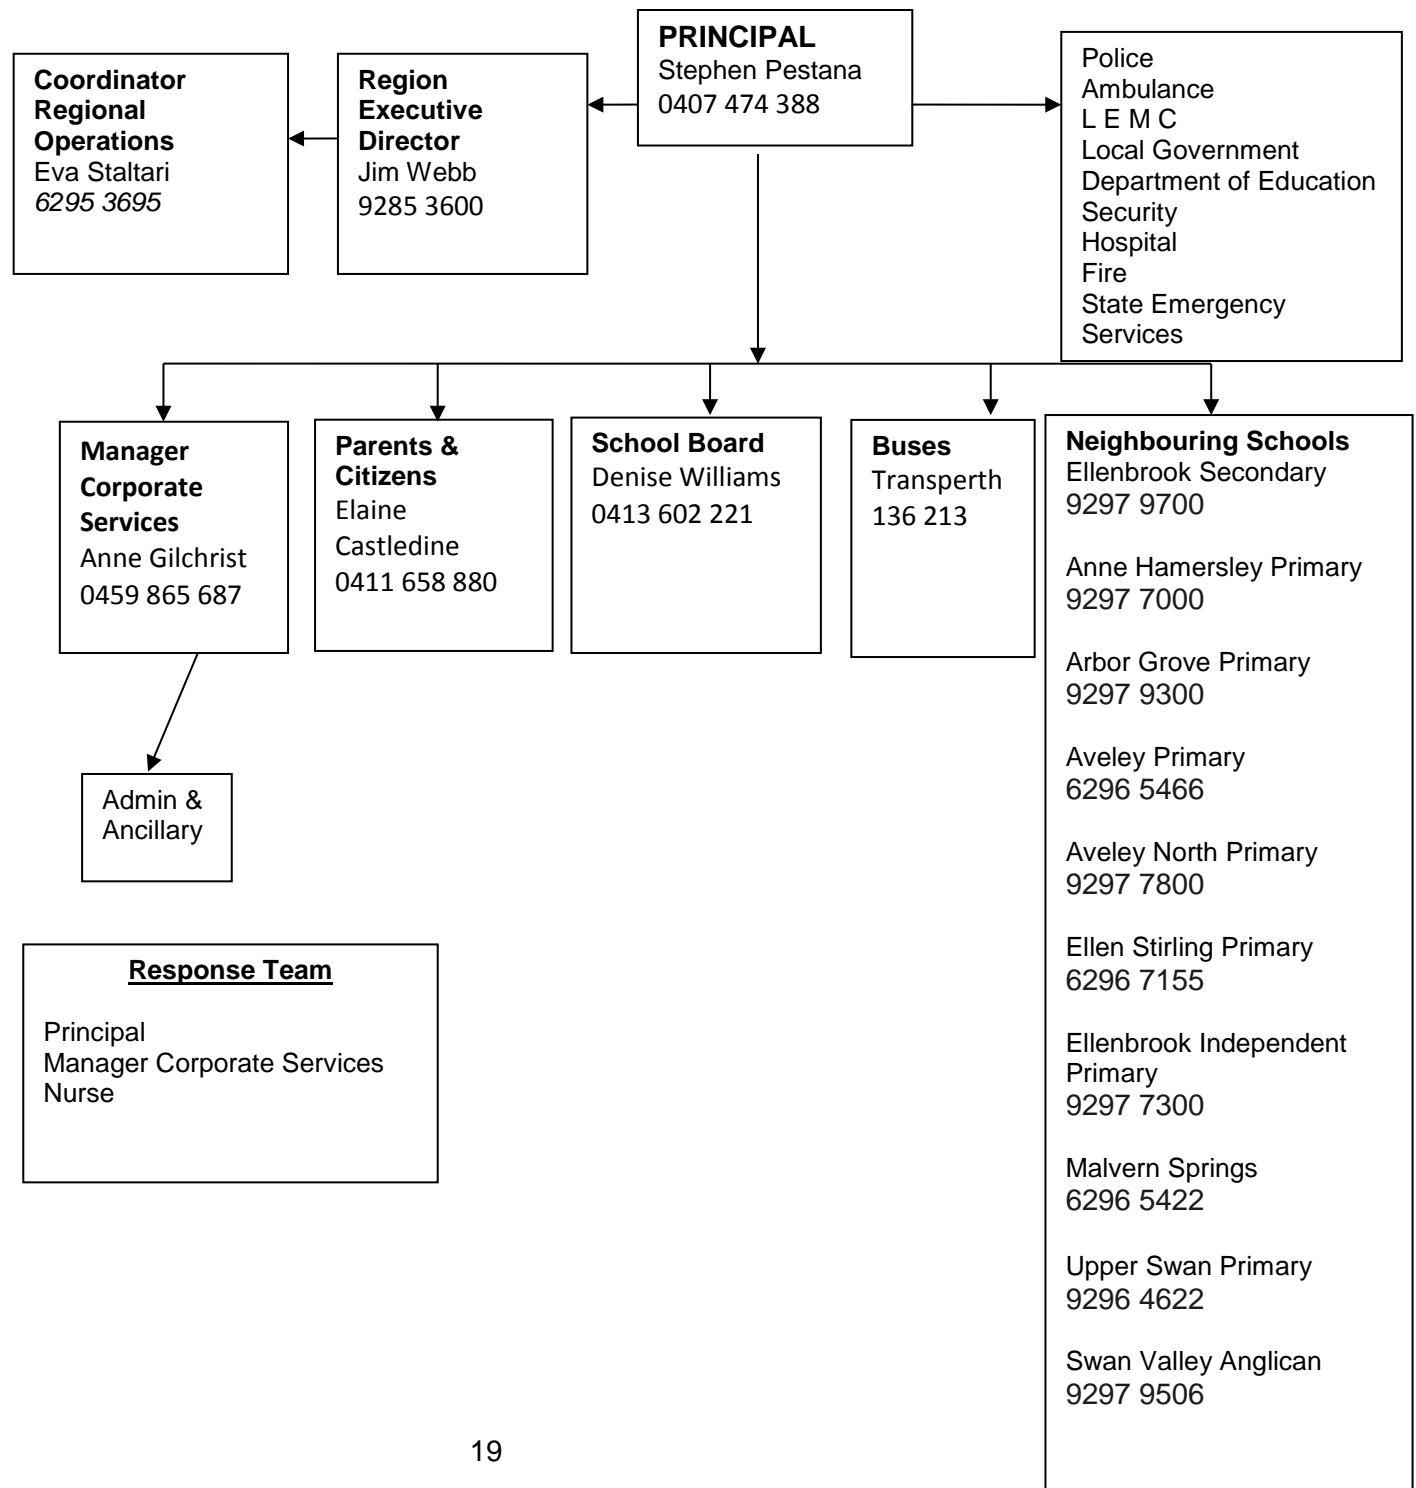 PRINCIPAL
Stephen Pestana
0407 474 388
Coordinator
Regional
Operations
Eva Staltari
6295 3695
Region
Executive
Director
Jim Webb
9285 3600
Police
Ambulance
L E M C
Local Government
Department of Education
Security
Hospital
Fire
State Emergency
Services
Manager
Corporate
Services
Anne Gilchrist
0459 865 687
Parents &
Citizens
Elaine
Castledine
0411 658 880
School Board
Denise Williams
0413 602 221
Buses
Transperth
136 213
Neighbouring Schools
Ellenbrook Secondary
9297 9700
Anne Hamersley Primary
9297 7000
Arbor Grove Primary
9297 9300
Aveley Primary
6296 5466
Aveley North Primary
9297 7800
Ellen Stirling Primary
6296 7155
Ellenbrook Independent
Primary
9297 7300
Malvern Springs
6296 5422
Upper Swan Primary
9296 4622
Swan Valley Anglican
9297 9506
Admin &
Ancillary
Response Team
Principal
Manager Corporate Services
Nurse
19